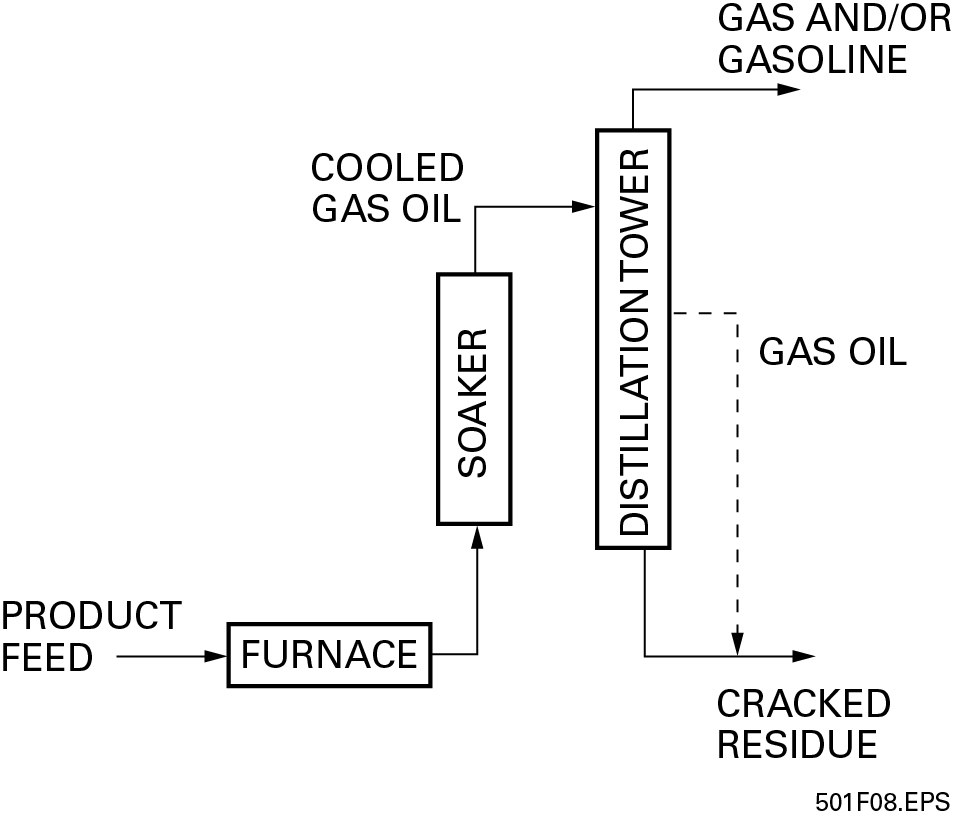 GAS AND/OR
GASOLINE
COOLED
GAS OIL
DISTILLATION TOWER
SOAKER
GAS OIL
PRODUCT
FEED
FURNACE
CRACKED
RESIDUE
501F08.EPS